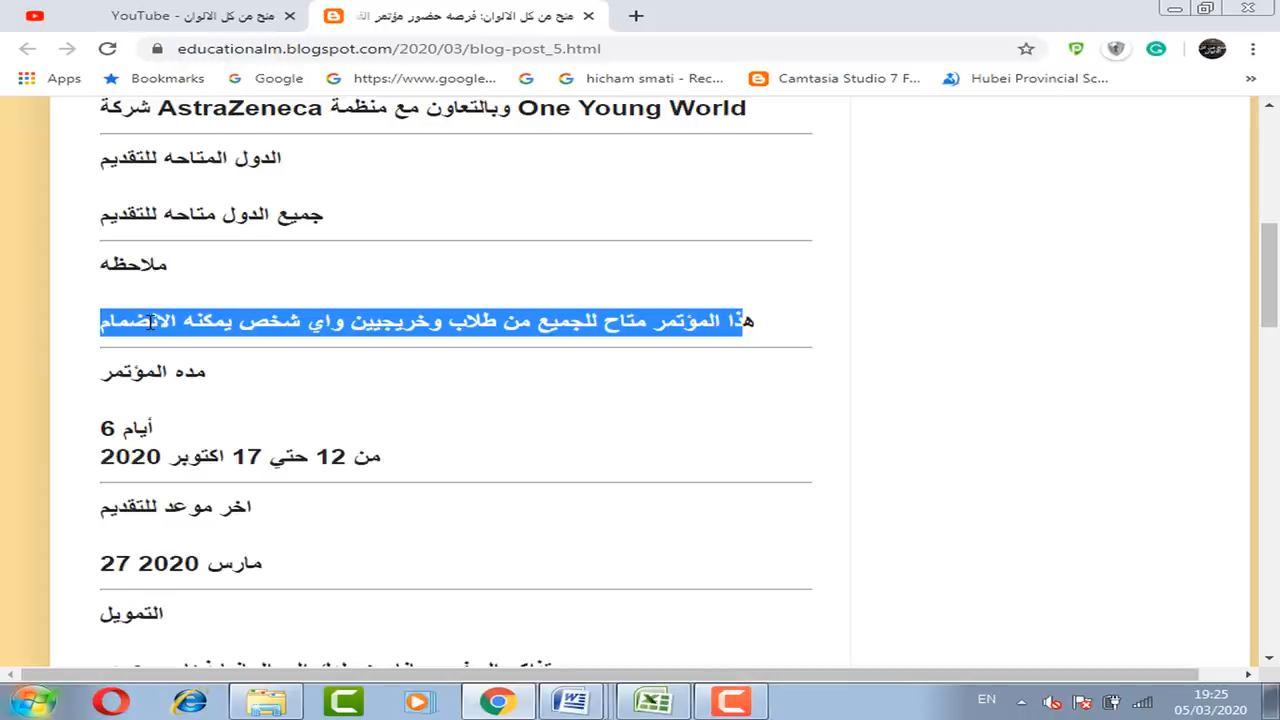 منح من كل الالوان - YouTube
منح من كل الالوان: فرصه حضور مؤتمر
educationalm.blogspot.com/2020/03/blog-post_5.html
Apps
Bookmarks
Google
https://www.google...
hicham smati - Rec...
Camtasia Studio 7 F...
Hubei Provincial Sc...
»
شركة AstraZeneca وبالتعاون مع منظمة One Young World
الدول المتاحه للتقديم
جميع الدول متاحه للتقديم
ملاحظه
هذا المؤتمر متاح للجميع من طلاب وخريجيين واي شخص يمكنه الانضمام
مده المؤتمر
6 أيام
من 12 حتي 17 اكتوبر 2020
اخر موعد للتقديم
27 مارس 2020
التمويل
EN
19:25
05/03/2020